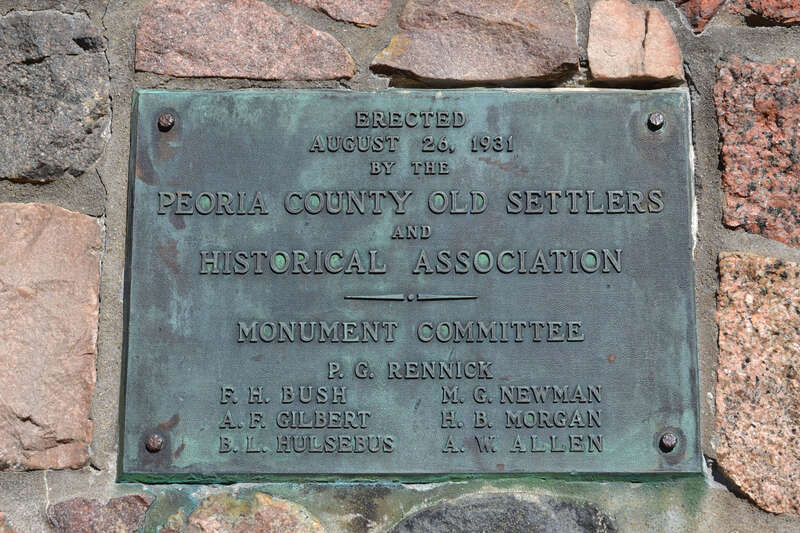 ERECTED
AUGUST 26, 1931
BY THE
PEORIA COUNTY OLD SETTLERS
AND
HISTORICAL ASSOCIATION
MONUMENT COMMITTEE
P. G. RENNICK
F. H. BUSH M. G. NEWMAN
A. F. GILBERT H. B. MORGAN
B. L. HULSEBUS A. W. ALLEN